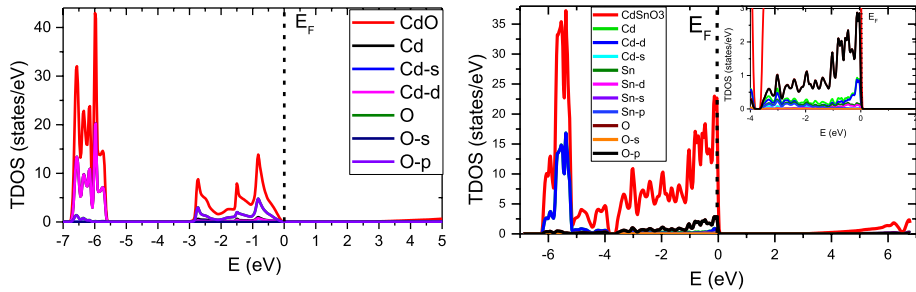 TDOS (states/eV)
40
30
20
10
0
-7 -6 -5 -4 -3 -2 -1 0 1 2 3 4 5
E (eV)
E_F
CdO
Cd
Cd-s
Cd-d
O
O-s
O-p
TDOS (states/eV)
35
30
25
20
15
10
5
0
-6 -4 -2 0 2 4 6
E (eV)
E_F
CdSnO3
Cd
Cd-d
Cd-s
Sn
Sn-d
Sn-s
Sn-p
O
O-s
O-p
TDOS (states/eV)
3
2
1
0
-4 -2 0 2
E (eV)
E_F